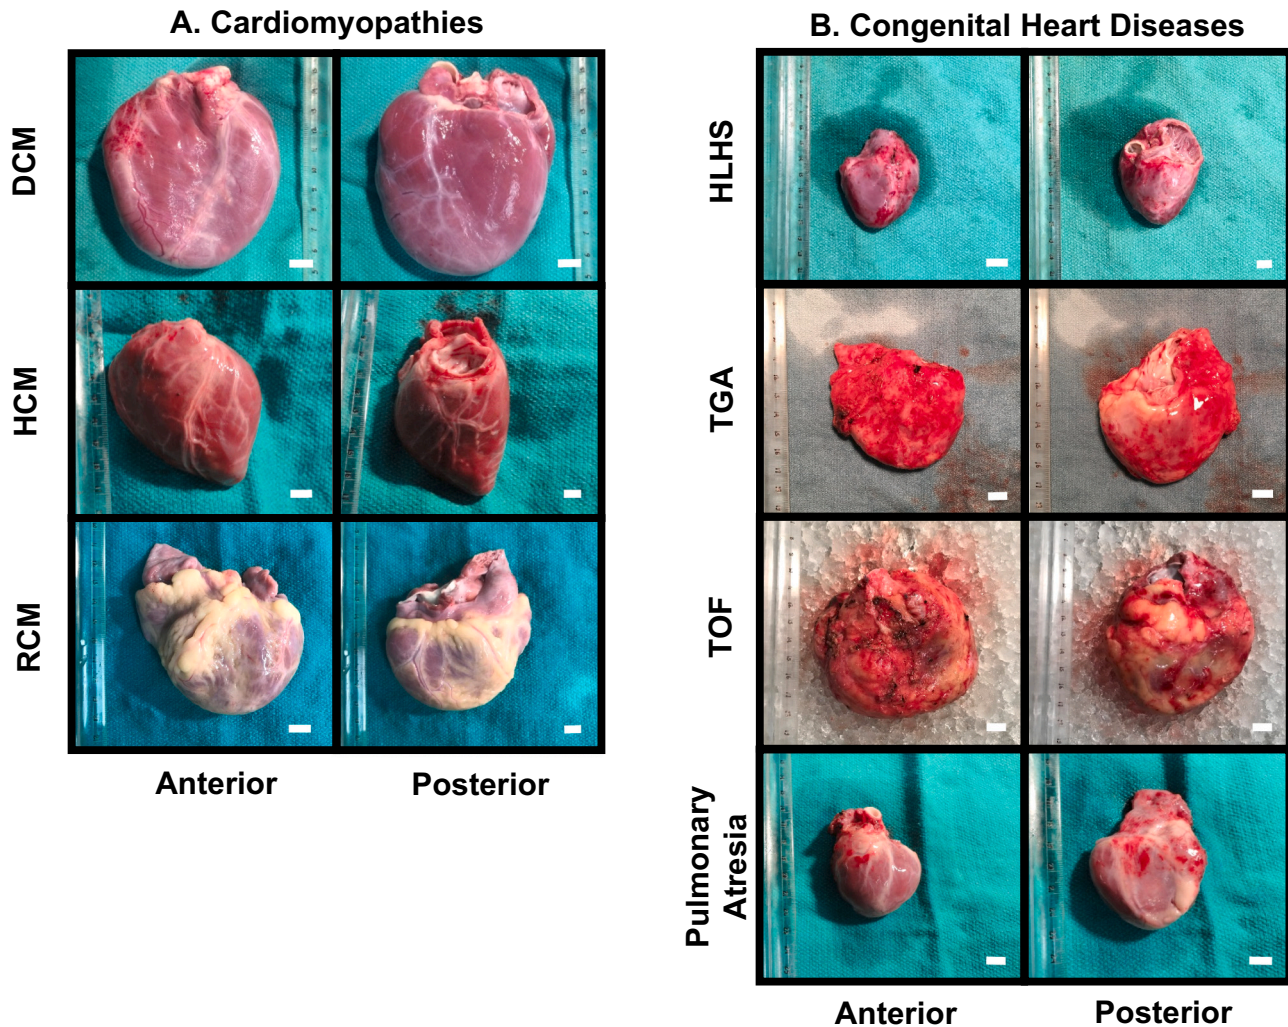 A. Cardiomyopathies
DCM
HCM
RCM
Anterior
Posterior
B. Congenital Heart Diseases
HLHS
TGA
TOF
Pulmonary
Atresia
Anterior
Posterior